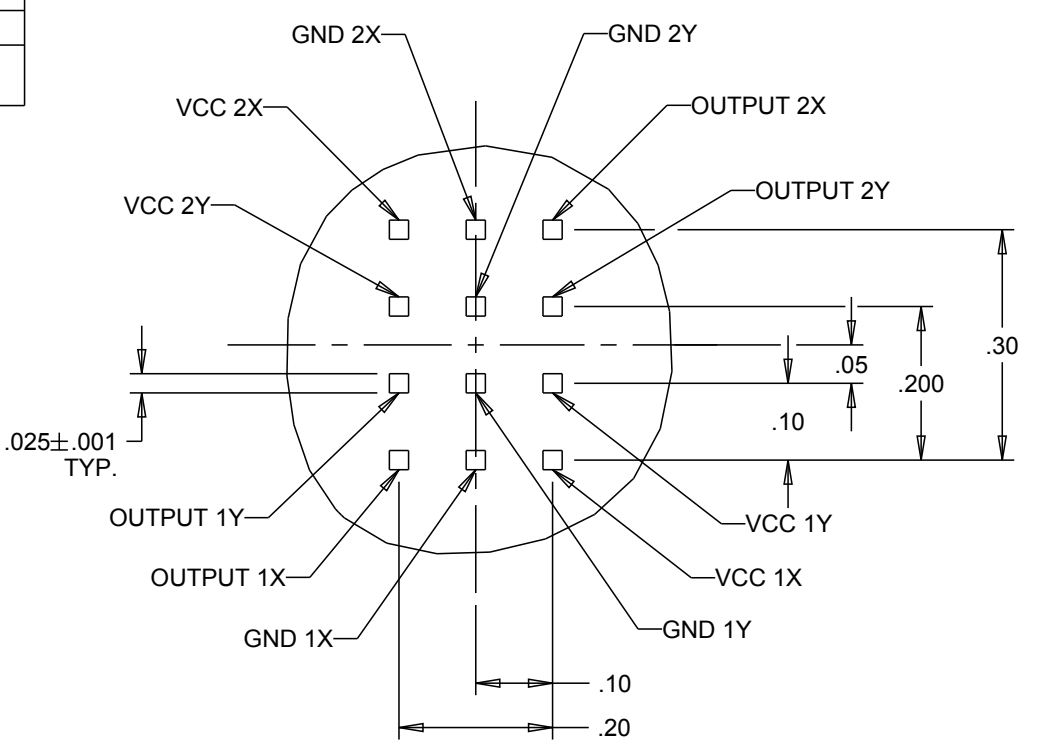 GND 2X
GND 2Y
VCC 2X
OUTPUT 2X
VCC 2Y
OUTPUT 2Y
.30
.05
.200
.10
.025±.001
TYP.
OUTPUT 1Y
VCC 1Y
OUTPUT 1X
VCC 1X
GND 1X
GND 1Y
.10
.20